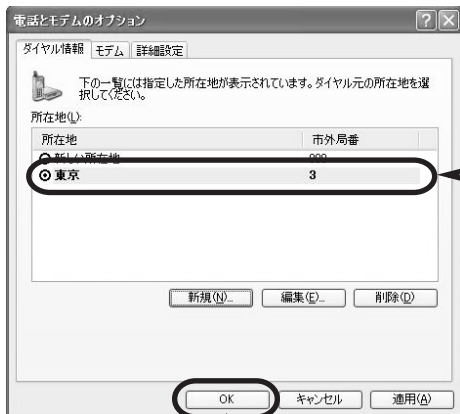 電話とモデムのオプション
ダイヤル情報 モデム 詳細設定
下の一覧には指定した所在地が表示されています。ダイヤル元の所在地を選
択してください。
所在地(L):
所在地 市外局番
新しい所在地
東京 3
新規(N)... 編集(E)... 削除(D)
OK キャンセル 適用(A)